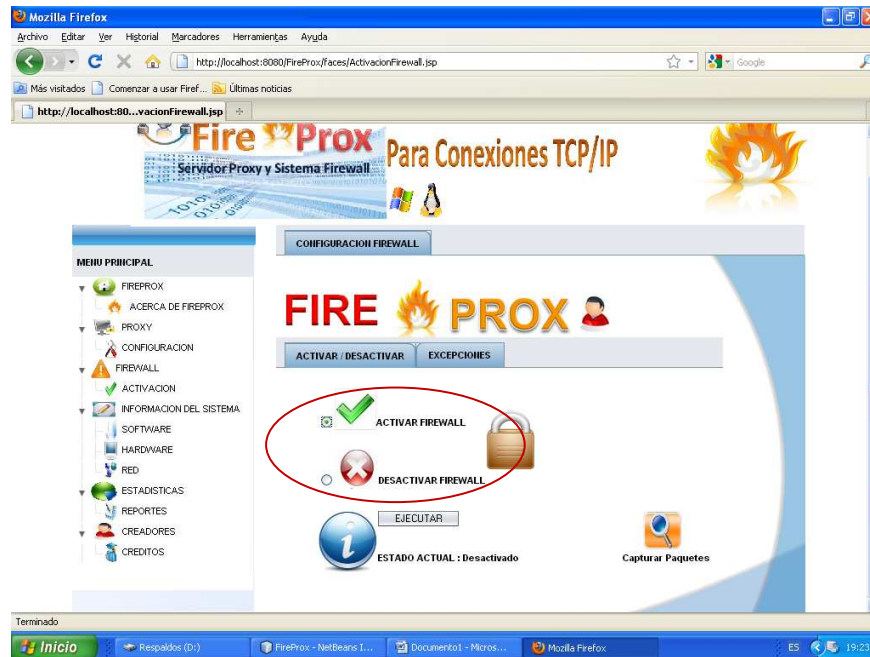 Mozilla Firefox
Archivo Editar Ver Historial Marcadores Herramientas Ayuda
http://localhost:8080/FireProx/faces/ActivacionFirewall.jsp
Google
Más visitados Comenzar a usar Firef... Últimas noticias
http://localhost:80...vacionFirewall.jsp
Fire Prox
Servidor Proxy y Sistema Firewall
Para Conexiones TCP/IP
CONFIGURACION FIREWALL
MENU PRINCIPAL
FIREPROX
ACERCA DE FIREPROX
PROXY
CONFIGURACION
FIREWALL
ACTIVACION
INFORMACION DEL SISTEMA
SOFTWARE
HARDWARE
RED
ESTADISTICAS
REPORTES
CREADORES
CREDITOS
FIRE PROX
ACTIVAR / DESACTIVAR EXCEPCIONES
ACTIVAR FIREWALL
DESACTIVAR FIREWALL
EJECUTAR
ESTADO ACTUAL : Desactivado
Capturar Paquetes
Terminado
Inicio Respaldos (D:) FireProx - NetBeans I... Documento1 - Micros... Mozilla Firefox ES 19:23